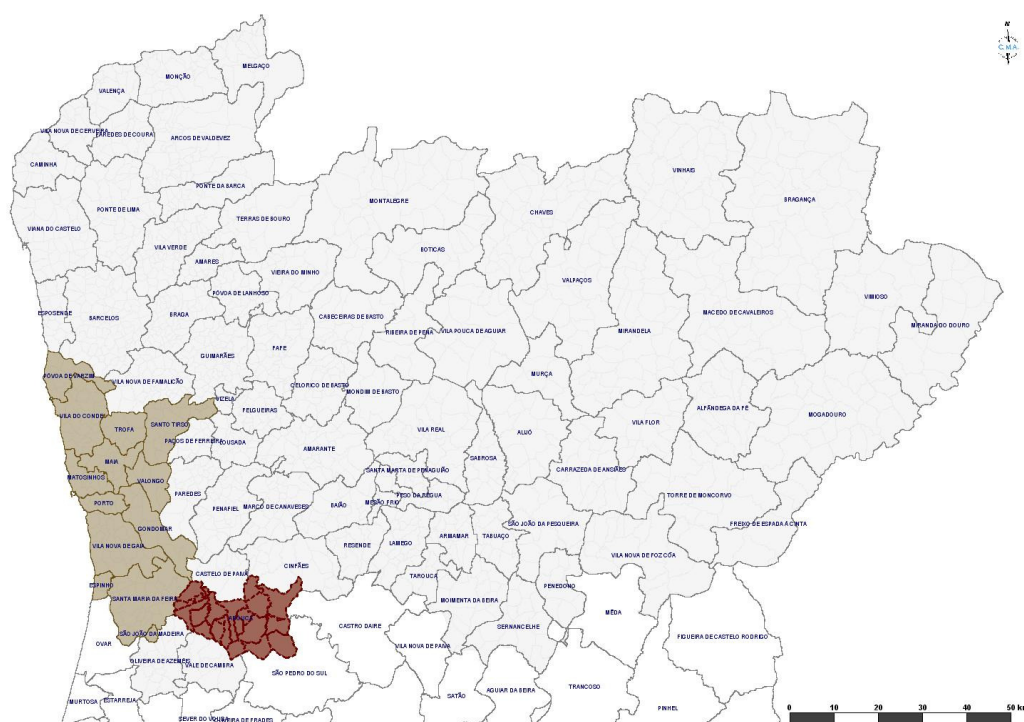 N
C.M.A.
MELGAÇO
MONÇÃO
VALENÇA
VILA NOVA DE CERVEIRA
PAREDES DE COURA
ARCOS DE VALDEVEZ
CAMINHA
PONTE DA BARCA
VINHAIS
BRAGANÇA
MONTALEGRE
CHAVES
PONTE DE LIMA
TERRAS DE BOURO
VIANA DO CASTELO
VILA VERDE
BOTICAS
AMARES
VIEIRA DO MINHO
VALPAÇOS
PÓVOA DE LANHOSO
VIMIOSO
ESPOSENDE
BARCELOS
BRAGA
CABECEIRAS DE BASTO
MACEDO DE CAVALEIROS
RIBEIRA DE PENA
VILA POUCA DE AGUIAR
MIRANDELA
MIRANDA DO DOURO
GUIMARÃES
FAFE
MURÇA
PÓVOA DE VARZIM
VILA NOVA DE FAMALICÃO
CELORICO DE BASTO
MONDIM DE BASTO
VIZELA
FELGUEIRAS
ALFÂNDEGA DA FÉ
MOGADOURO
VILA DO CONDE
TROFA
SANTO TIRSO
VILA REAL
ALIJÓ
VILA FLOR
PAÇOS DE FERREIRA
LOUSADA
AMARANTE
SABROSA
MAIA
SANTA MARTA DE PENAGUIÃO
CARRAZEDA DE ANSIÃES
MATOSINHOS
VALONGO
PAREDES
PESO DA RÉGUA
TORRE DE MONCORVO
PORTO
PENAFIEL
MARCO DE CANAVESES
BAIÃO
MESÃO FRIO
GONDOMAR
SÃO JOÃO DA PESQUEIRA
FREIXO DE ESPADA A CINTA
VILA NOVA DE GAIA
RESENDE
LAMEGO
ARMAMAR
TABUAÇO
VILA NOVA DE FOZ CÔA
CINFÃES
CASTELO DE PAIVA
TAROUCA
ESPINHO
PENEDONO
SANTA MARIA DA FEIRA
MOIMENTA DA BEIRA
MÊDA
AROUCA
CASTRO DAIRE
SERNANCELHE
SÃO JOÃO DA MADEIRA
FIGUEIRA DE CASTELO RODRIGO
OVAR
VILA NOVA DE PAIVA
OLIVEIRA DE AZEMÉIS
VALE DE CAMBRA
SÃO PEDRO DO SUL
TRANCOSO
AGUIAR DA BEIRA
SATÃO
MURTOSA
ESTARREJA
PINHEL
SEVER DO VOUGA
OLIVEIRA DE FRADES
0 10 20 30 40 50 km